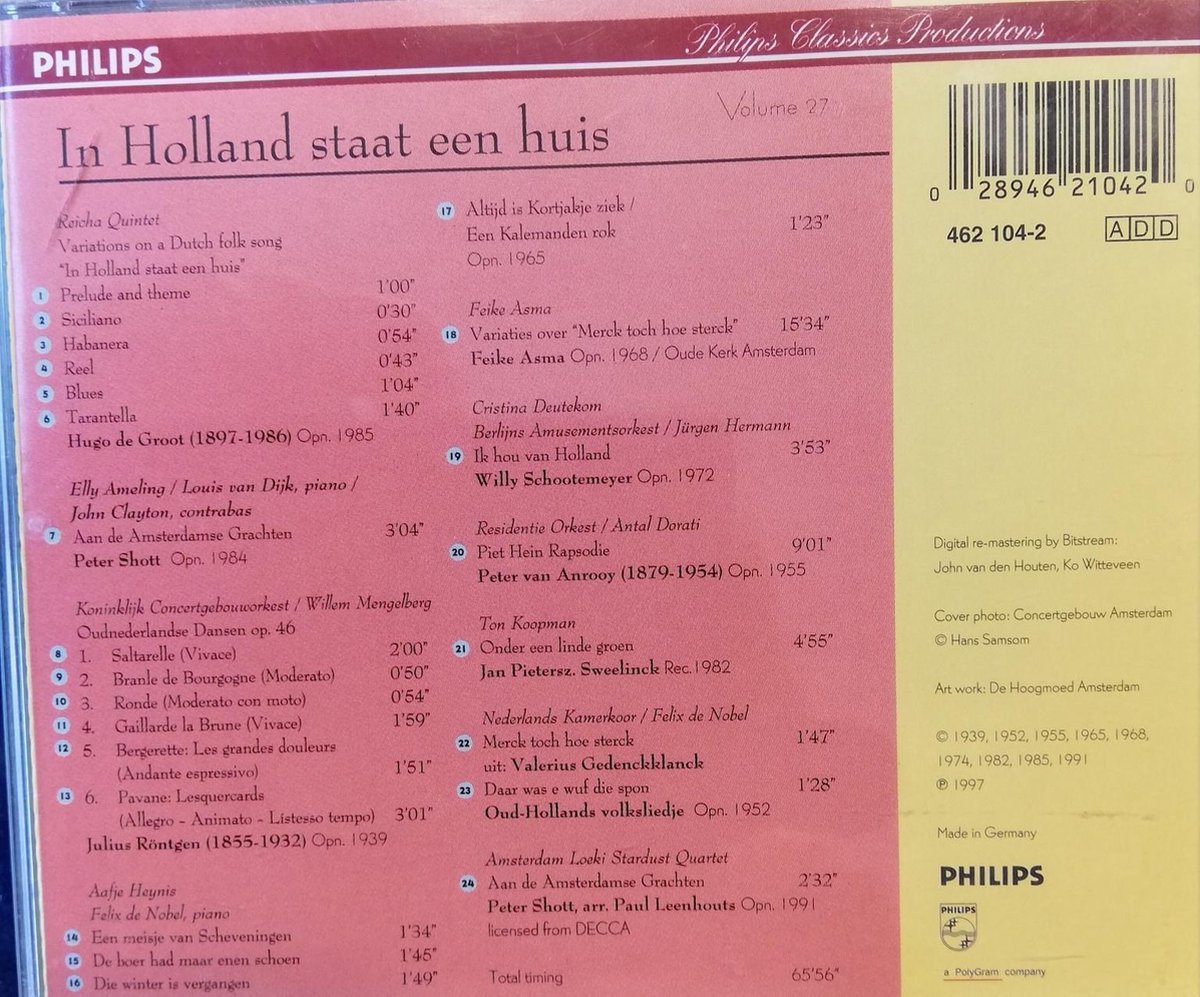 PHILIPS
Philips Classics Productions
Volume 27
In Holland staat een huis
Reicha Quintet
Variations on a Dutch folk song
"In Holland staat een huis"
1 Prelude and theme 1'00"
2 Siciliano 0'30"
3 Habanera 0'54"
4 Reel 0'43"
5 Blues 1'04"
6 Tarantella 1'40"
Hugo de Groot (1897-1986) Opn. 1985
Elly Ameling / Louis van Dijk, piano /
John Clayton, contrabas
7 Aan de Amsterdamse Grachten 3'04"
Peter Shott Opn. 1984
Koninklijk Concertgebouworkest / Willem Mengelberg
Oudnederlandse Dansen op. 46
8 1. Saltarelle (Vivace) 2'00"
9 2. Branle de Bourgogne (Moderato) 0'50"
10 3. Ronde (Moderato con moto) 0'54"
11 4. Gaillarde la Brune (Vivace) 1'59"
12 5. Bergerette: Les grandes douleurs
(Andante espressivo) 1'51"
13 6. Pavane: Lesquercards
(Allegro - Animato - Listesso tempo) 3'01"
Julius Röntgen (1855-1932) Opn. 1939
Aafje Heynis
Felix de Nobel, piano
14 Een meisje van Scheveningen 1'34"
15 De boer had maar enen schoen 1'45"
16 Die winter is vergangen 1'49"
17 Altijd is Kortjakje ziek /
Een Kalemanden rok 1'23"
Opn. 1965
Feike Asma
18 Variaties over "Merck toch hoe sterck" 15'34"
Feike Asma Opn. 1968 / Oude Kerk Amsterdam
Cristina Deutekom
Berlijns Amusementsorkest / Jürgen Hermann
19 Ik hou van Holland 3'53"
Willy Schootemeyer Opn. 1972
Residentie Orkest / Antal Dorati
20 Piet Hein Rapsodie 9'01"
Peter van Anrooy (1879-1954) Opn. 1955
Ton Koopman
21 Onder een linde groen 4'55"
Jan Pietersz. Sweelinck Rec. 1982
Nederlands Kamerkoor / Felix de Nobel
22 Merck toch hoe sterck 1'47"
uit: Valerius Gedenckklanck
23 Daar was e wuf die spon 1'28"
Oud-Hollands volksliedje Opn. 1952
Amsterdam Loeki Stardust Quartet
24 Aan de Amsterdamse Grachten 2'32"
Peter Shott, arr. Paul Leenhouts Opn. 1991
licensed from DECCA
Total timing 65'56"
0 28946 21042 0
462 104-2 ADD
Digital re-mastering by Bitstream:
John van den Houten, Ko Witteveen
Cover photo: Concertgebouw Amsterdam
© Hans Samsom
Art work: De Hoogmoed Amsterdam
© 1939, 1952, 1955, 1965, 1968,
1974, 1982, 1985, 1991
℗ 1997
Made in Germany
PHILIPS
PHILIPS
a PolyGram company